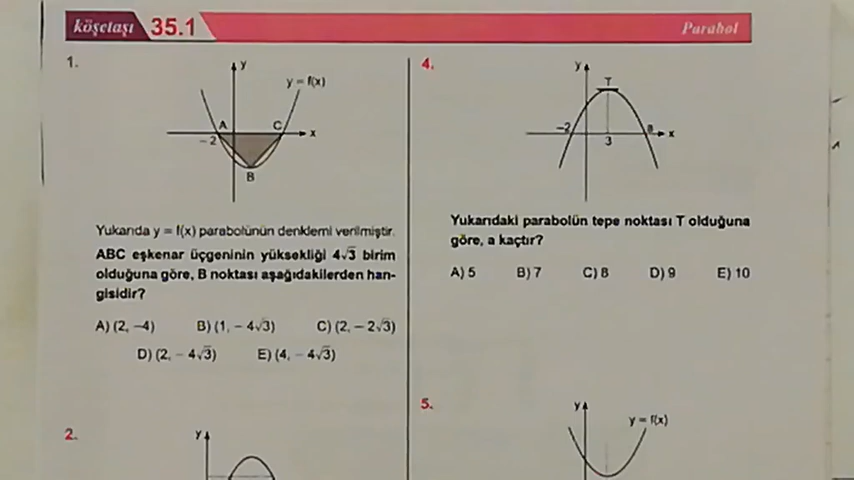 köşetaşı 35.1 Parabol
1.
y
y = f(x)
A C x
-2
B
Yukarıda y = f(x) parabolünün denklemi verilmiştir.
ABC eşkenar üçgeninin yüksekliği 4√3 birim
olduğuna göre, B noktası aşağıdakilerden han-
gisidir?
A) (2, -4) B) (1, - 4√3) C) (2, - 2√3)
D) (2, - 4√3) E) (4, - 4√3)
2.
y
4.
y
T
-2 3 a x
Yukarıdaki parabolün tepe noktası T olduğuna
göre, a kaçtır?
A) 5 B) 7 C) 8 D) 9 E) 10
5.
y
y = f(x)